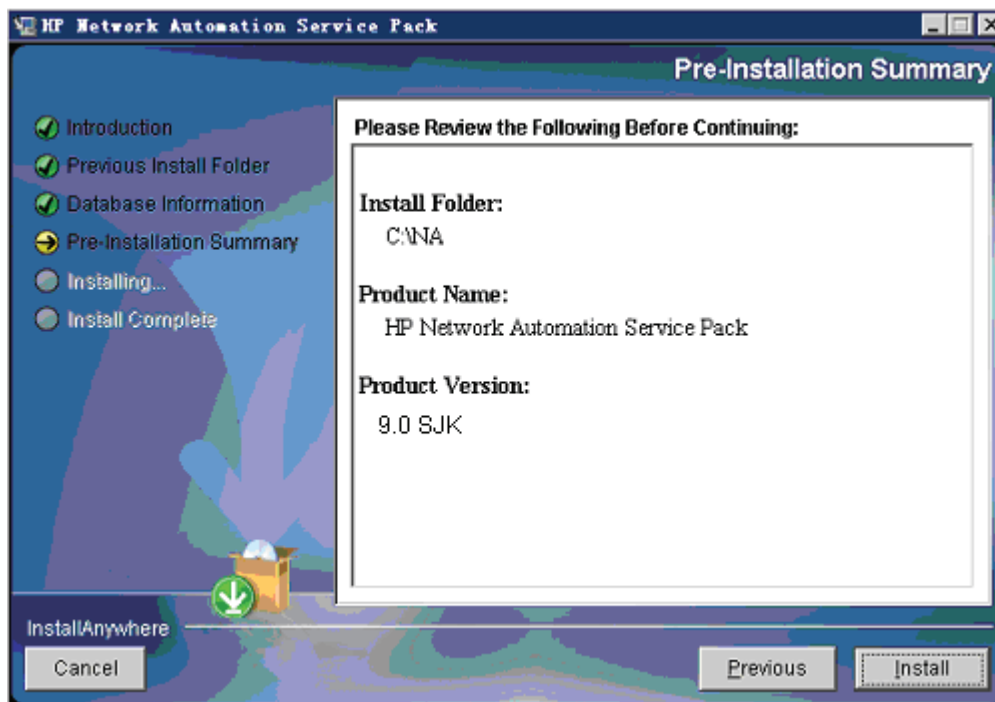 HP Network Automation Service Pack
Pre-Installation Summary
Introduction
Previous Install Folder
Database Information
Pre-Installation Summary
Installing...
Install Complete
Please Review the Following Before Continuing:
Install Folder:
C:\NA
Product Name:
HP Network Automation Service Pack
Product Version:
9.0 SJK
InstallAnywhere
Cancel
Previous
Install